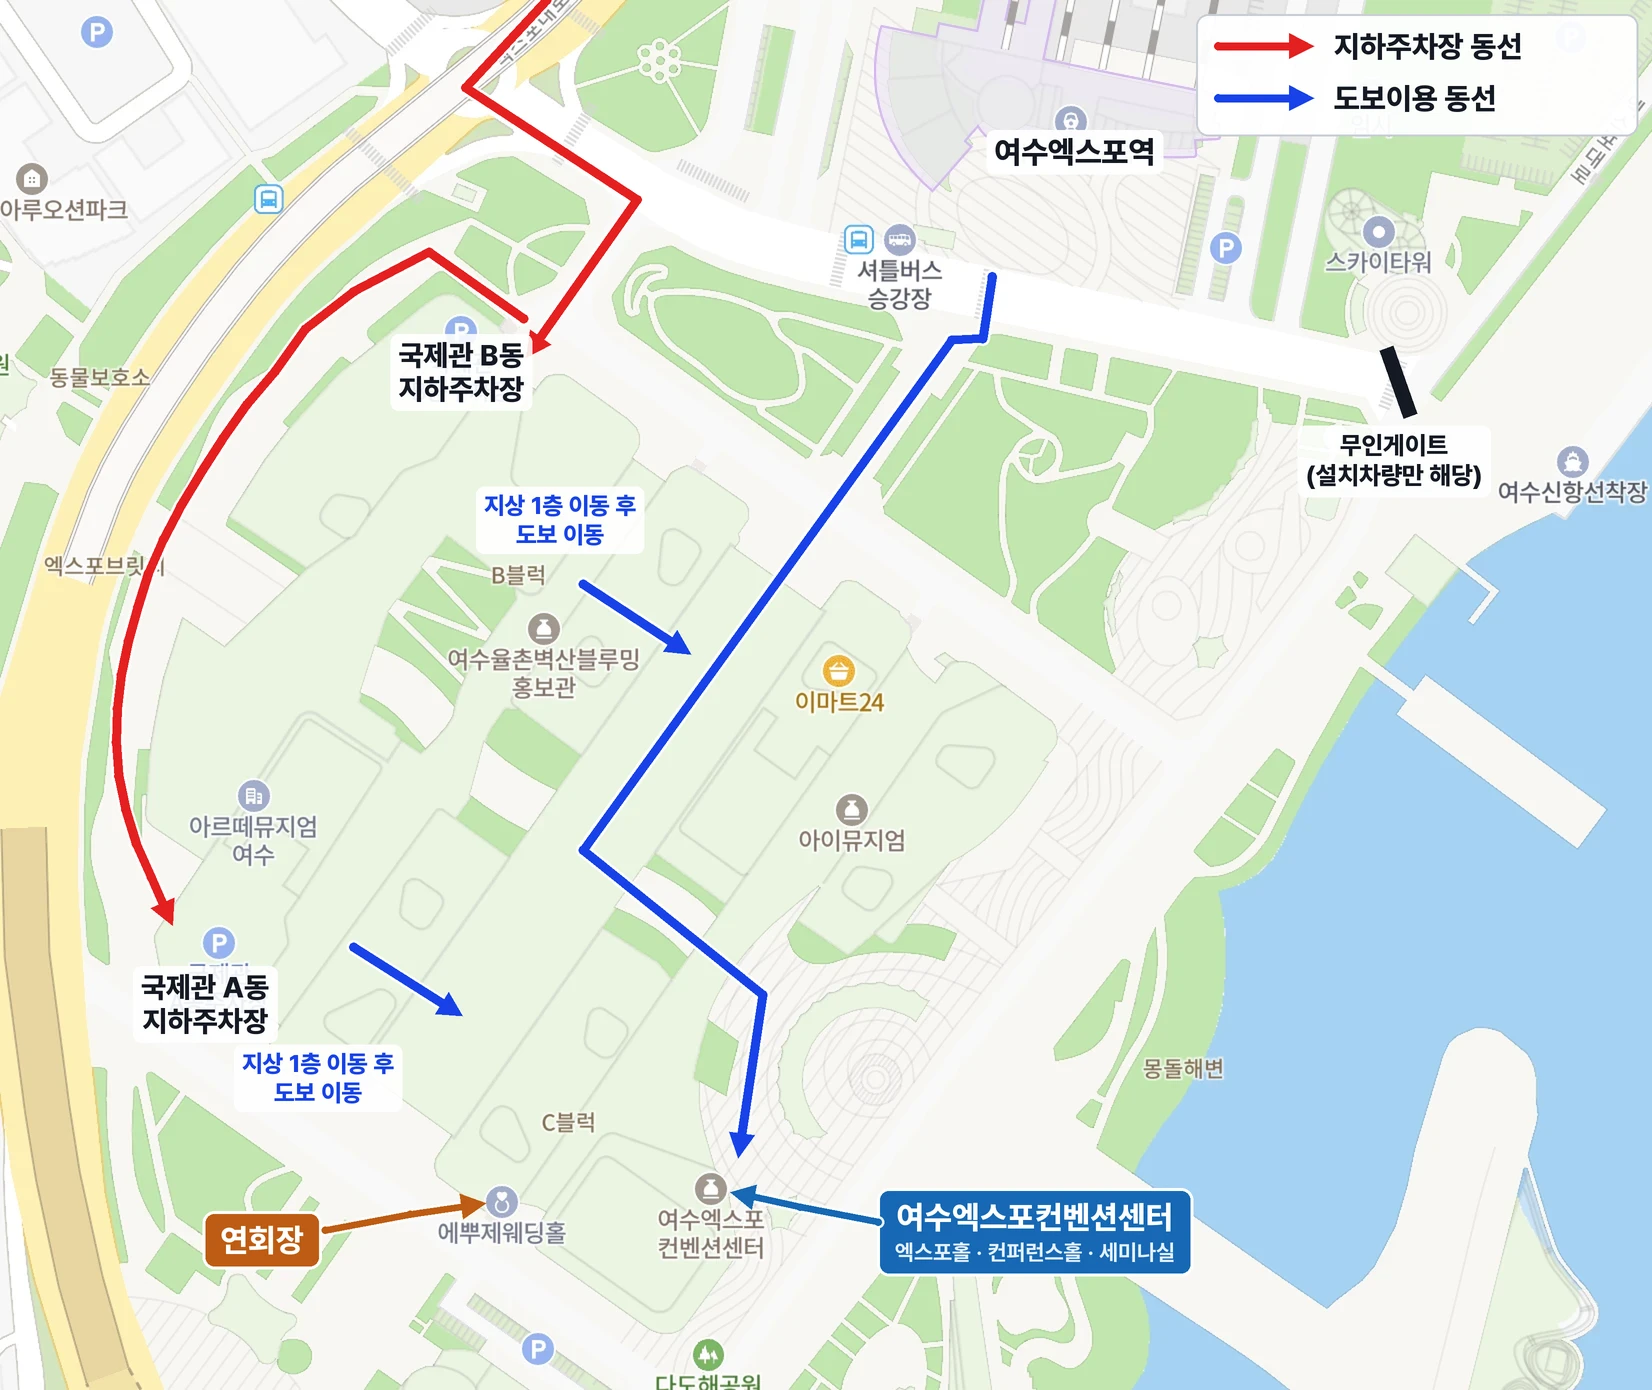 지하주차장 동선
도보이용 동선
여수엑스포역
아루오션파크
셔틀버스
승강장
스카이타워
국제관 B동
지하주차장
동물보호소
무인게이트
(설치차량만 해당)
여수신항선착장
지상 1층 이동 후
도보 이동
엑스포브릿지
B블럭
여수율촌벽산블루밍
홍보관
이마트24
아르떼뮤지엄
여수
아이뮤지엄
국제관 A동
지하주차장
지상 1층 이동 후
도보 이동
몽돌해변
C블럭
연회장
에뿌제웨딩홀
여수엑스포
컨벤션센터
여수엑스포컨벤션센터
엑스포홀 · 컨퍼런스홀 · 세미나실
다도해공원